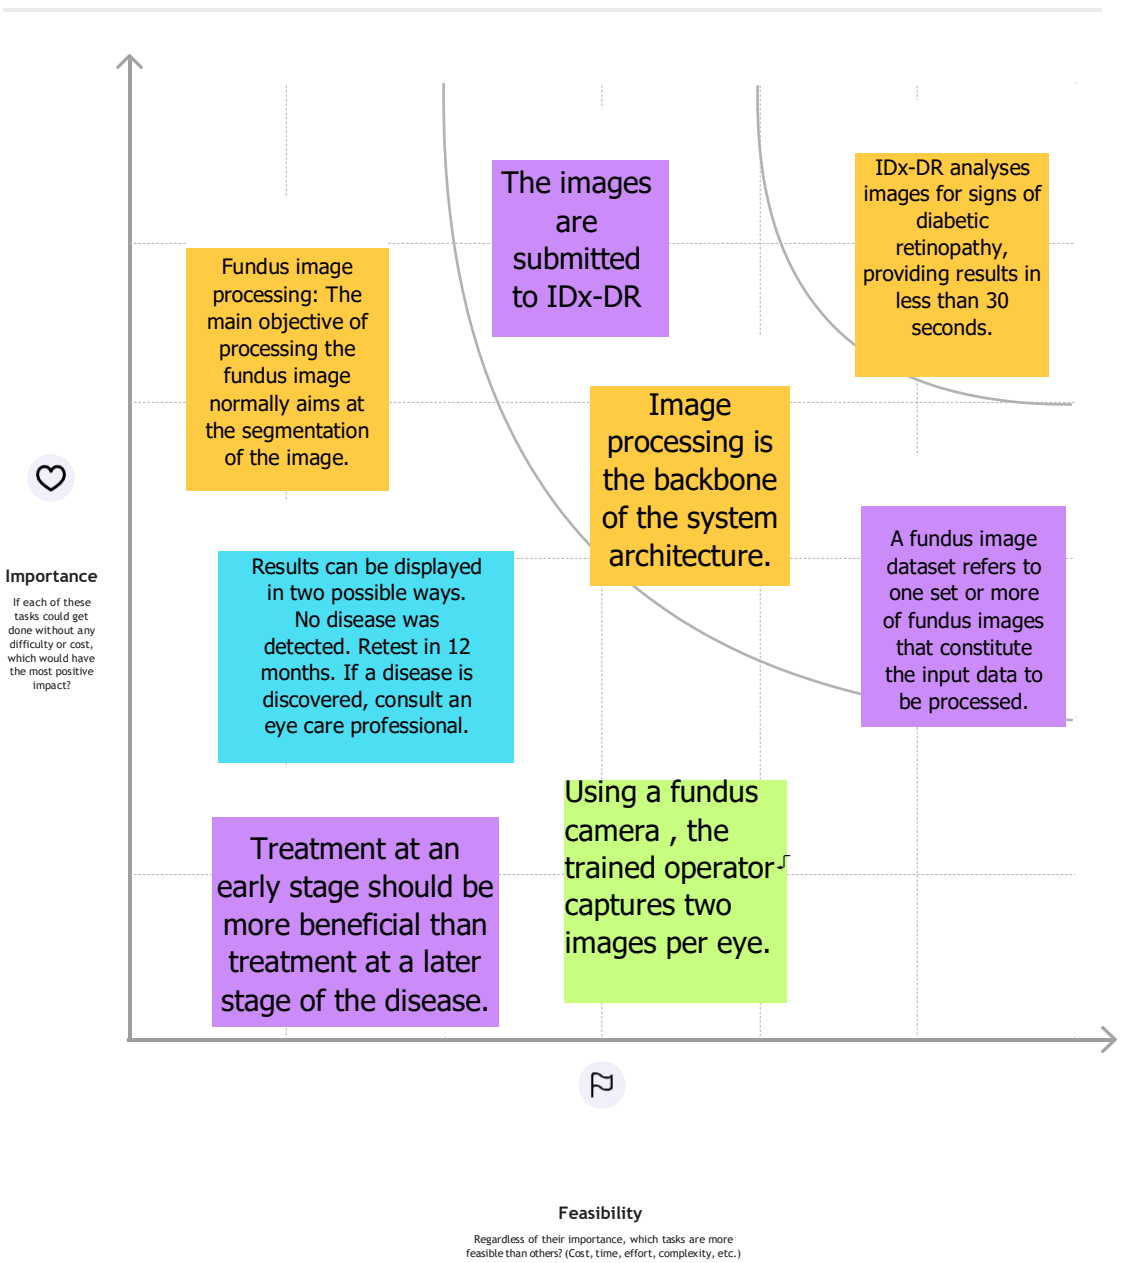 The images
are
submitted
to IDx-DR
IDx-DR analyses
images for signs of
diabetic
retinopathy,
providing results in
less than 30
seconds.
Fundus image
processing: The
main objective of
processing the
fundus image
normally aims at
the segmentation
of the image.
Image
processing is
the backbone
of the system
architecture.
A fundus image
dataset refers to
one set or more
of fundus images
that constitute
the input data to
be processed.
Results can be displayed
in two possible ways.
No disease was
detected. Retest in 12
months. If a disease is
discovered, consult an
eye care professional.
Importance
If each of these
tasks could get
done without any
difficulty or cost,
which would have
the most positive
impact?
Treatment at an
early stage should be
more beneficial than
treatment at a later
stage of the disease.
Using a fundus
camera , the
trained operator
captures two
images per eye.
Feasibility
Regardless of their importance, which tasks are more
feasible than others? (Cost, time, effort, complexity, etc.)